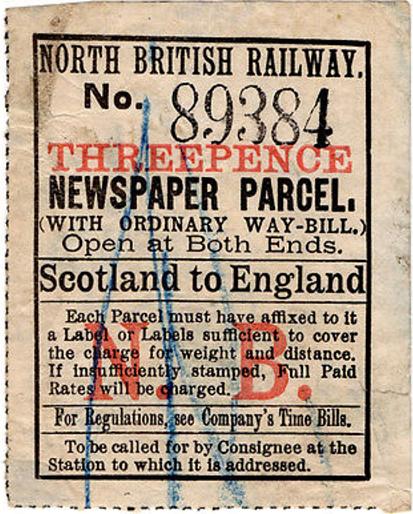 NORTH BRITISH RAILWAY.
No. 89384
THREEPENCE
NEWSPAPER PARCEL.
(WITH ORDINARY WAY-BILL.)
Open at Both Ends.
Scotland to England
Each Parcel must have affixed to it
a Label or Labels sufficient to cover
the charge for weight and distance.
If insufficiently stamped, Full Paid
Rates will be charged.
N. B.
For Regulations, see Company's Time Bills.
To be called for by Consignee at the
Station to which it is addressed.